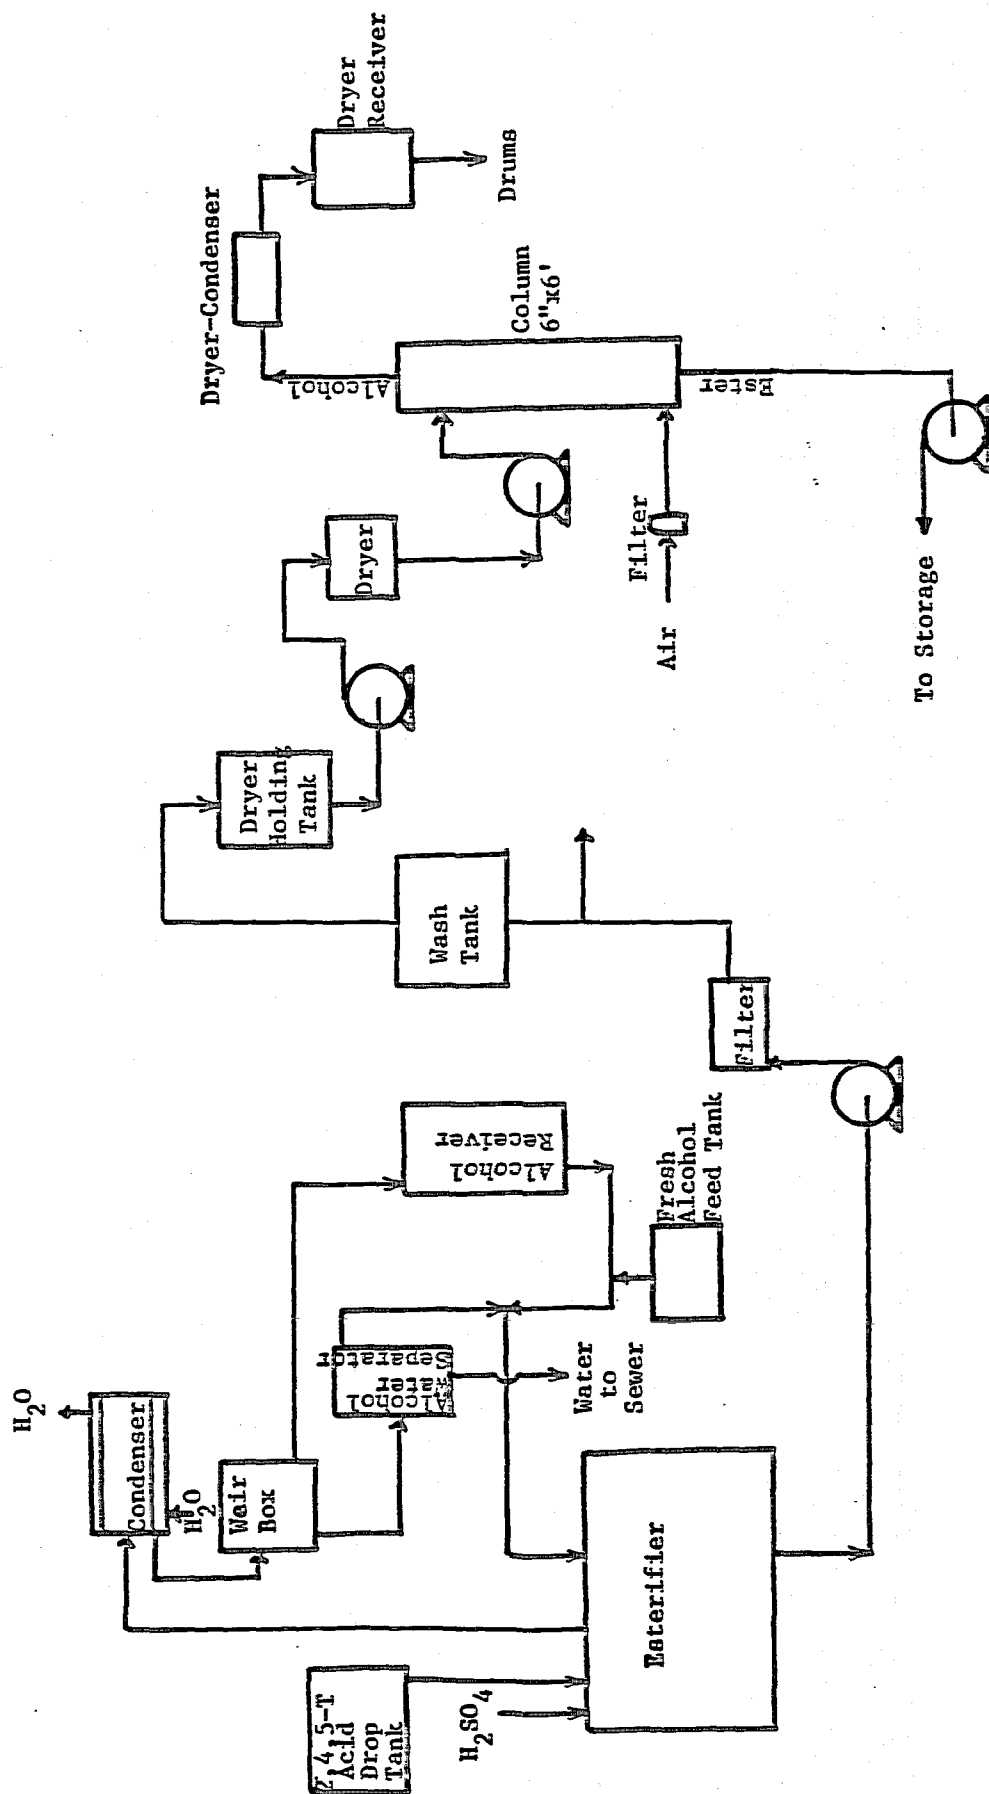 H2O
Condenser
H2O
Weir
Box
2,4,5-T
Acid
Drop
Tank
H2SO4
Esterifier
Alcohol
Water
Separator
Water
to
Sewer
Alcohol
Receiver
Fresh
Alcohol
Feed Tank
Filter
Wash
Tank
Dryer
Holding
Tank
Dryer
Filter
Air
Column
6"x6'
Alcohol
Ester
To Storage
Dryer-Condenser
Dryer
Receiver
Drums